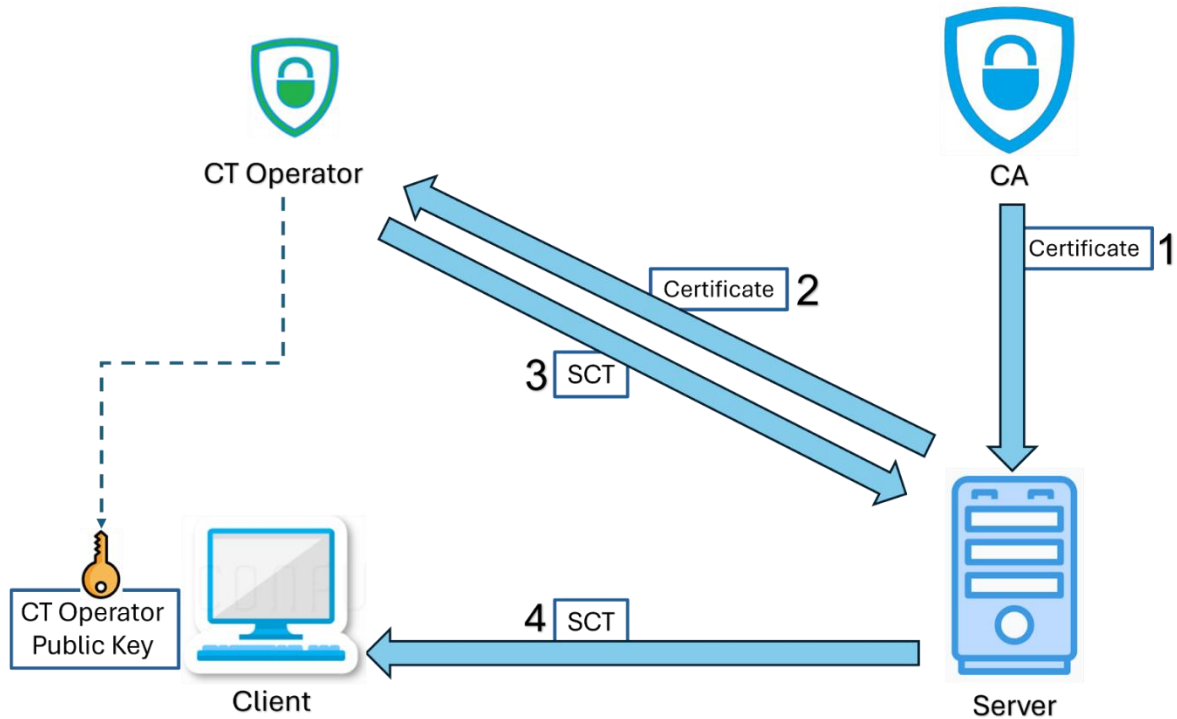 CT Operator
CA
Certificate 1
Certificate 2
3 SCT
CT Operator
Public Key
4 SCT
Client
Server